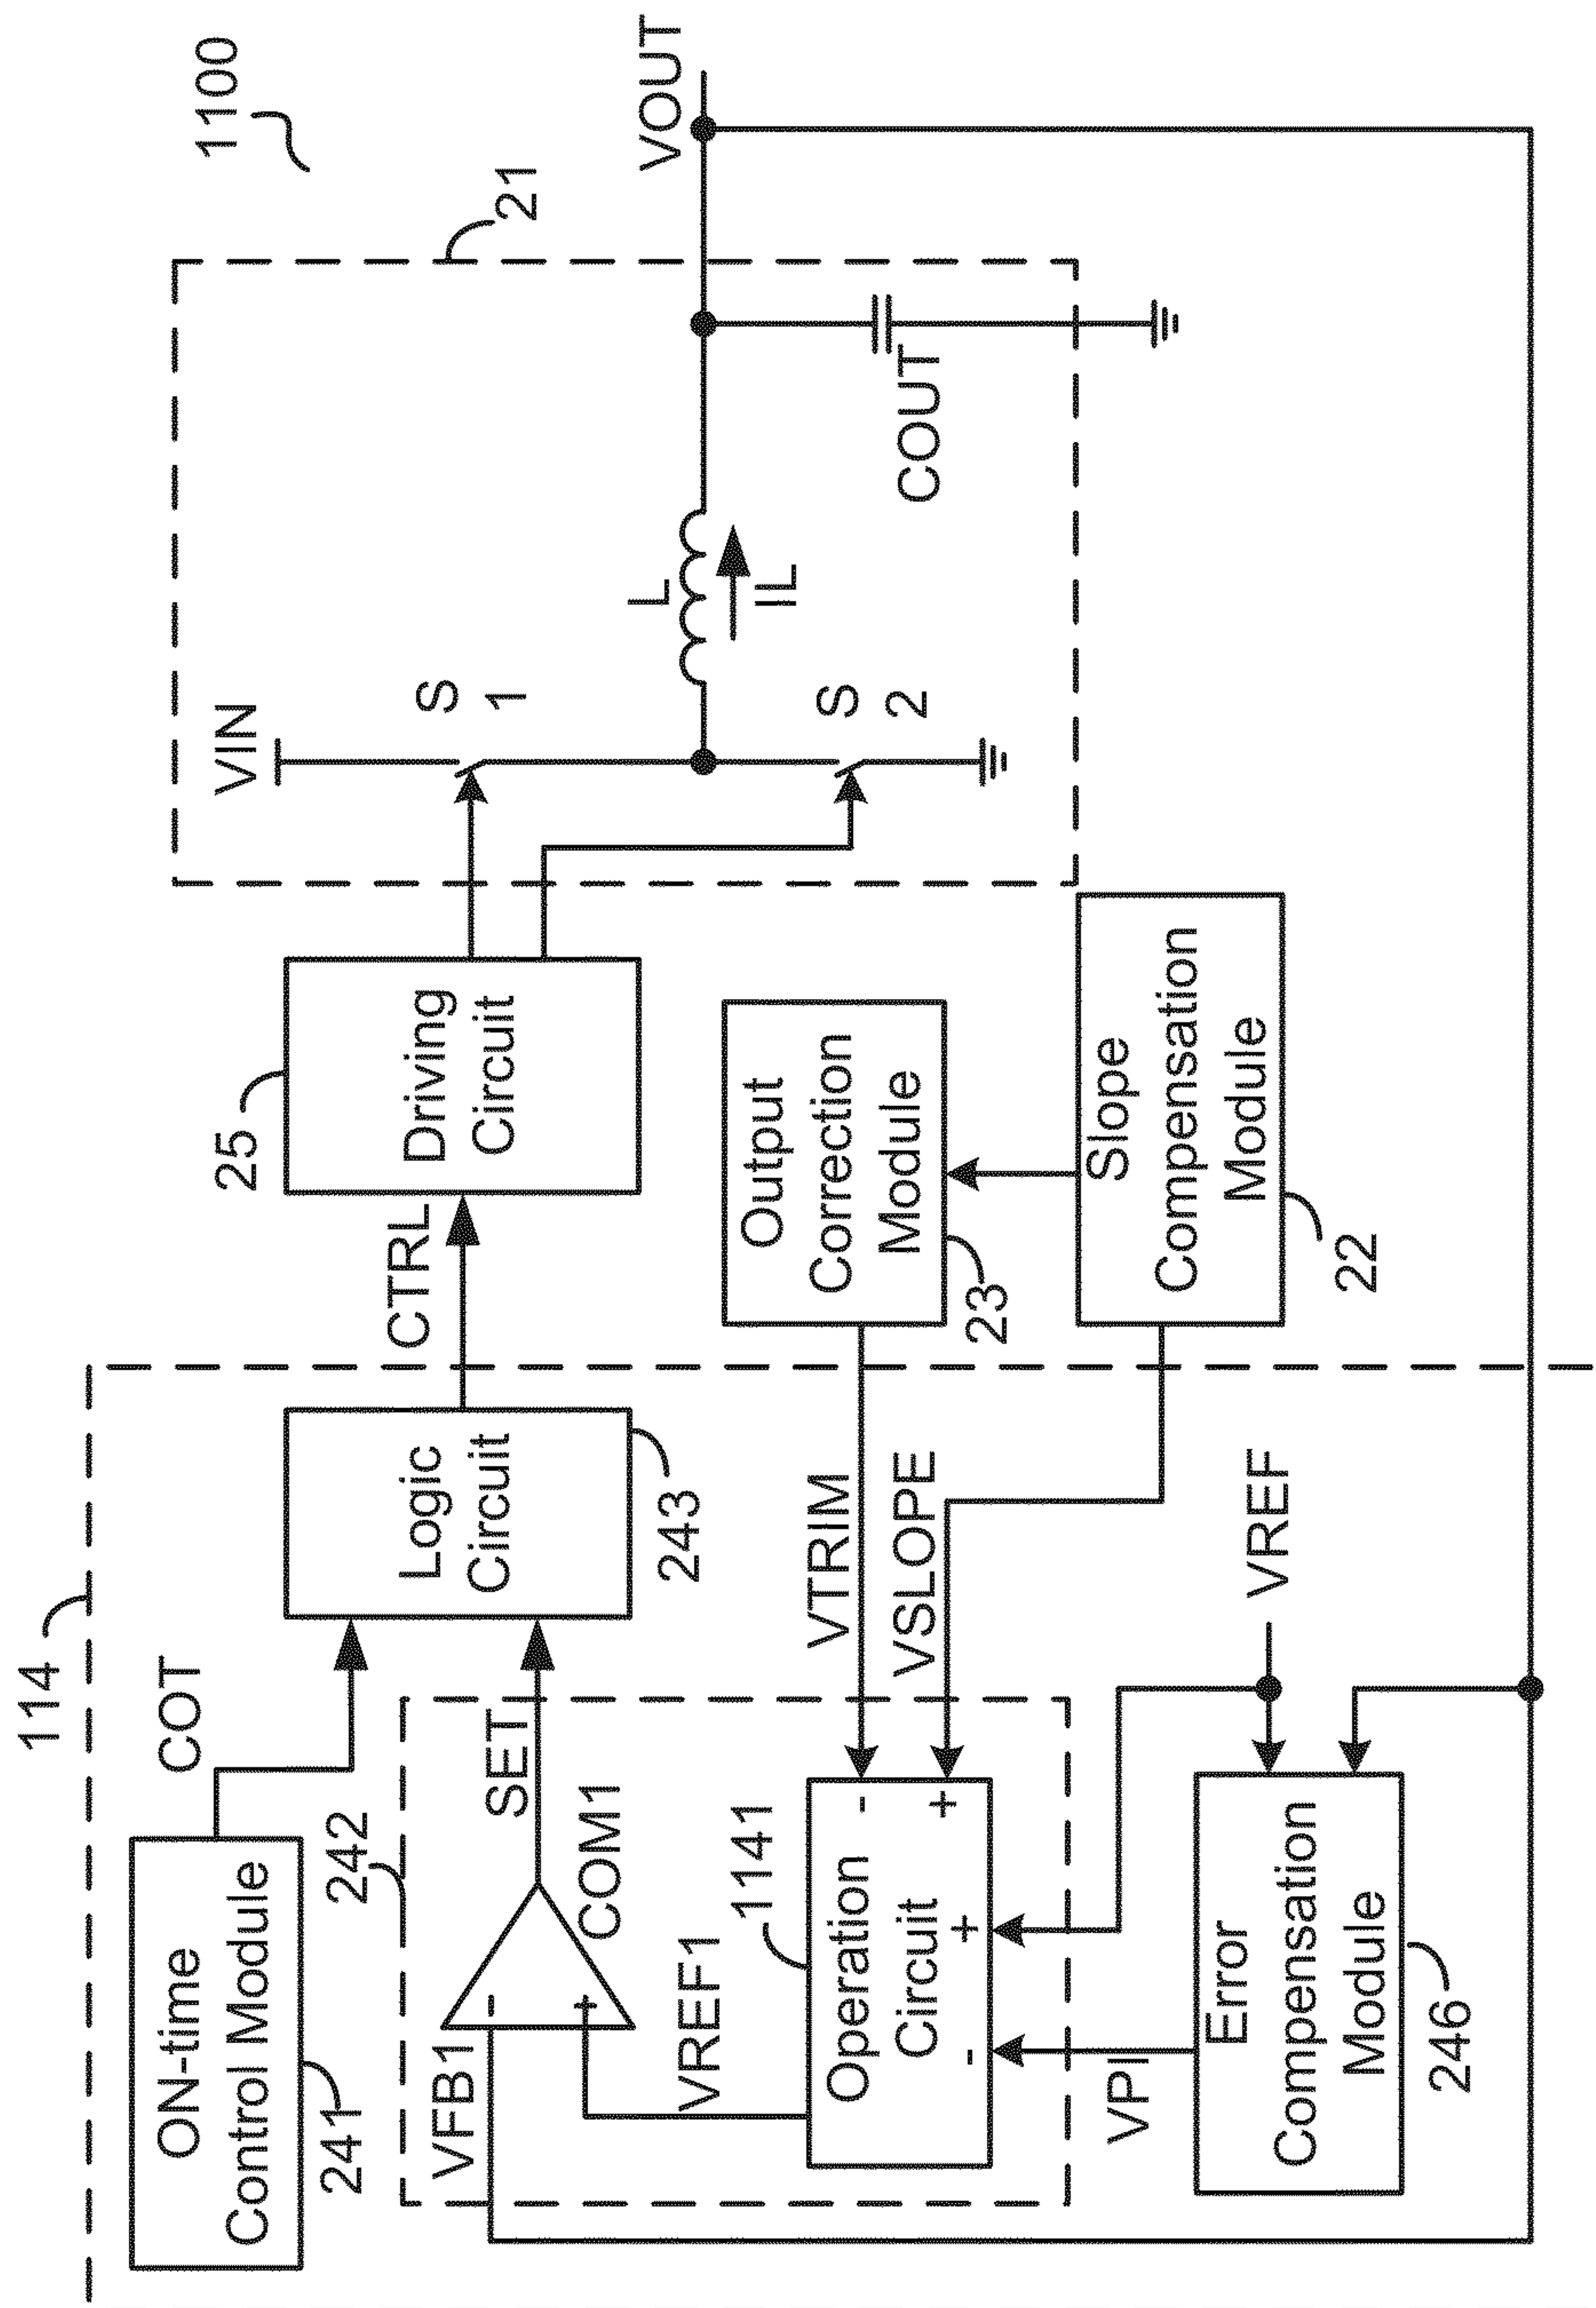 1100
114
21
VIN
S
1
S
2
L
IL
COUT
VOUT
25
Driving
Circuit
CTRL
Logic
Circuit
243
COT
ON-time
Control Module
241
242
SET
COM1
-
+
VFB1
VREF1
1141
Operation
Circuit
-
+
+
-
VTRIM
VSLOPE
Output
Correction
Module
23
Slope
Compensation
Module
22
VREF
VPI
Error
Compensation
Module
246